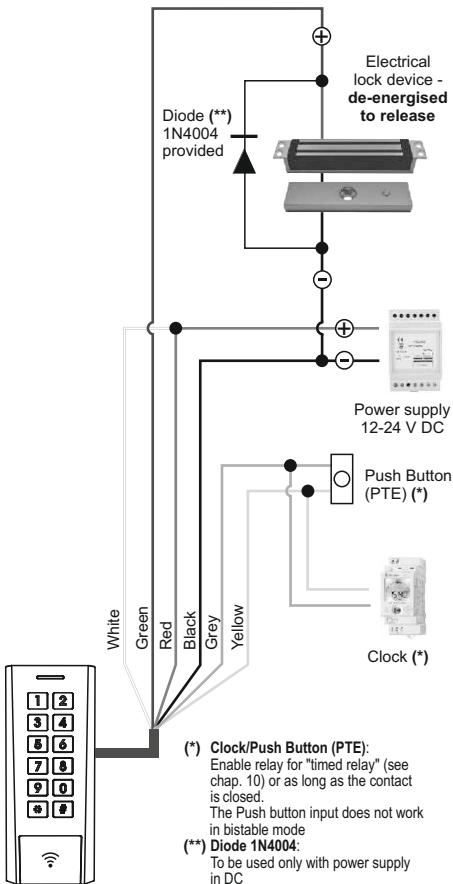 +
Electrical
lock device -
de-energised
to release
Diode (**)
1N4004
provided
-
+
-
Power supply
12-24 V DC
Push Button
(PTE) (*)
Clock (*)
White
Green
Red
Black
Grey
Yellow
1 2
3 4
5 6
7 8
9 0
* #
(*) Clock/Push Button (PTE):
Enable relay for "timed relay" (see
chap. 10) or as long as the contact
is closed.
The Push button input does not work
in bistable mode
(**) Diode 1N4004:
To be used only with power supply
in DC